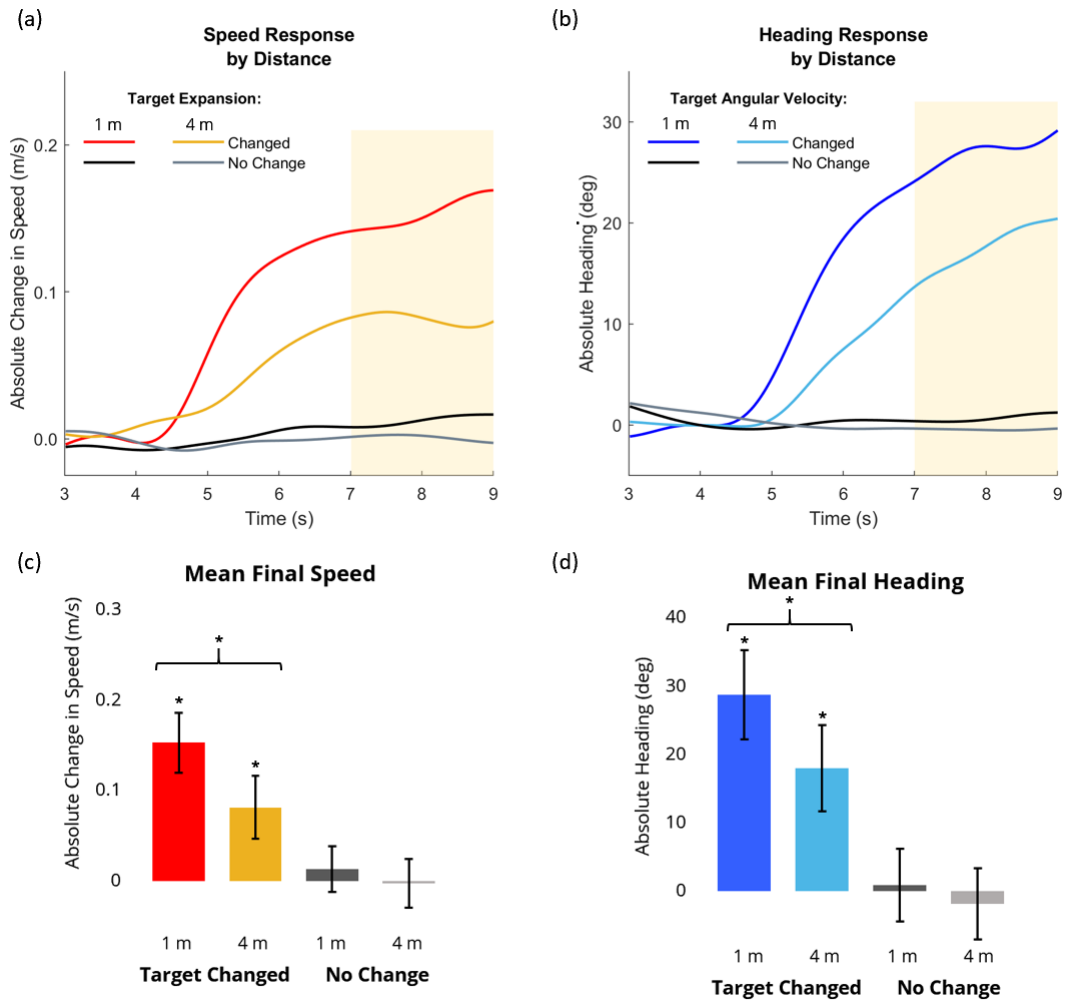 (a)
Speed Response
by Distance
Target Expansion:
1 m 4 m
Changed
No Change
Absolute Change in Speed (m/s)
0.2
0.1
0.0
3 4 5 6 7 8 9
Time (s)
(b)
Heading Response
by Distance
Target Angular Velocity:
1 m 4 m
Changed
No Change
Absolute Heading (deg)
30
20
10
0
3 4 5 6 7 8 9
Time (s)
(c)
Mean Final Speed
Absolute Change in Speed (m/s)
0.3
0.2
0.1
0
*
*
*
1 m 4 m 1 m 4 m
Target Changed No Change
(d)
Mean Final Heading
Absolute Heading (deg)
40
30
20
10
0
*
*
*
1 m 4 m 1 m 4 m
Target Changed No Change